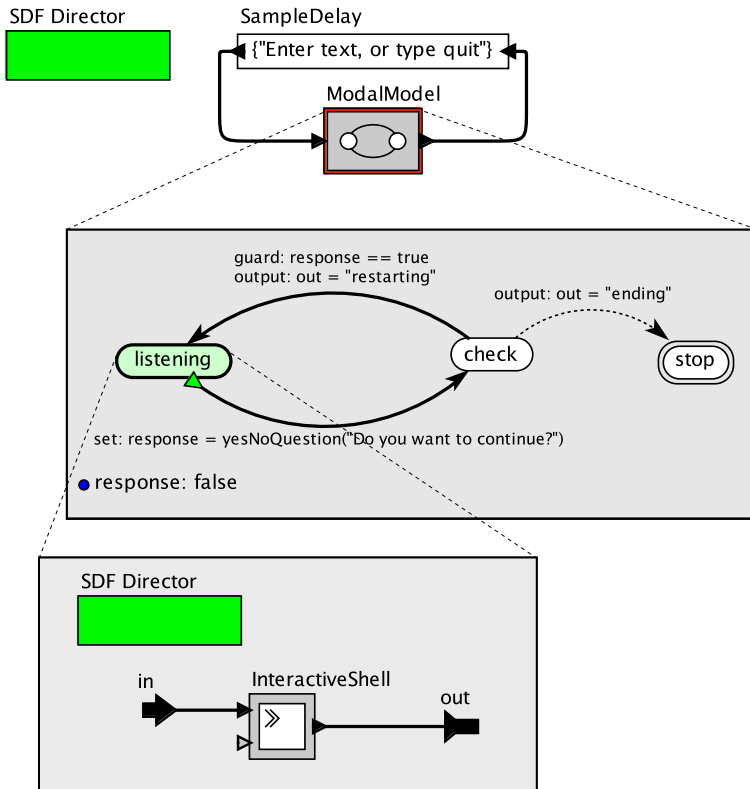 SDF Director
SampleDelay
{"Enter text, or type quit"}
ModalModel
guard: response == true
output: out = "restarting"
output: out = "ending"
listening
check
stop
set: response = yesNoQuestion("Do you want to continue?")
response: false
SDF Director
in
InteractiveShell
out